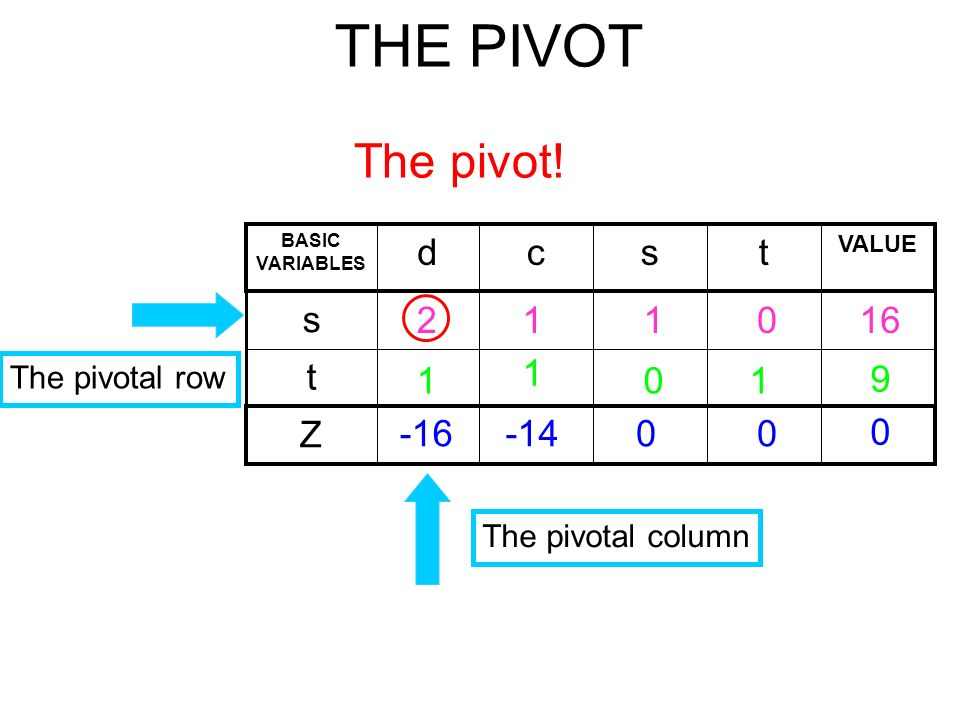 THE PIVOT
The pivot!
BASIC VARIABLES d c s t VALUE
s 2 1 1 0 16
The pivotal row
t 1 1 0 1 9
Z -16 -14 0 0 0
The pivotal column